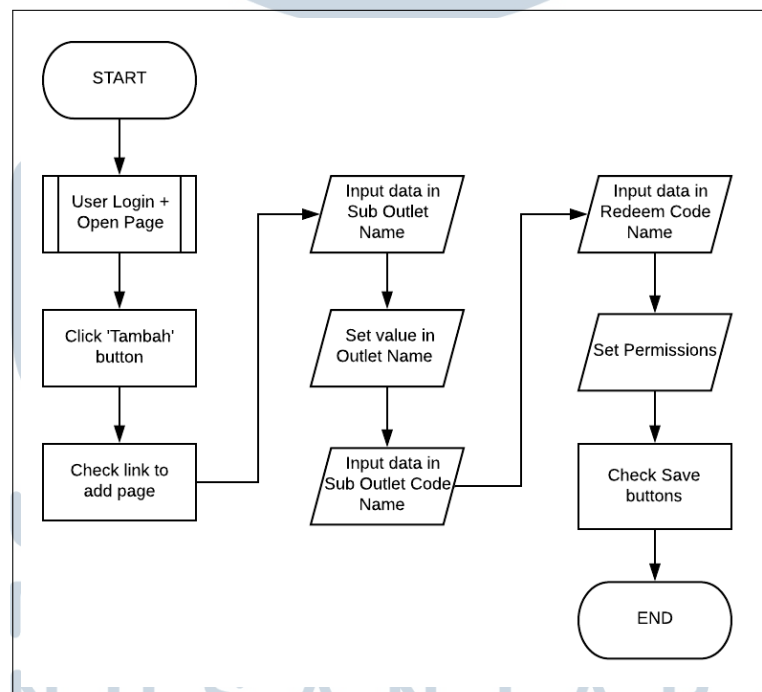 START
User Login +
Open Page
Click 'Tambah'
button
Check link to
add page
Input data in
Sub Outlet
Name
Set value in
Outlet Name
Input data in
Sub Outlet Code
Name
Input data in
Redeem Code
Name
Set Permissions
Check Save
buttons
END